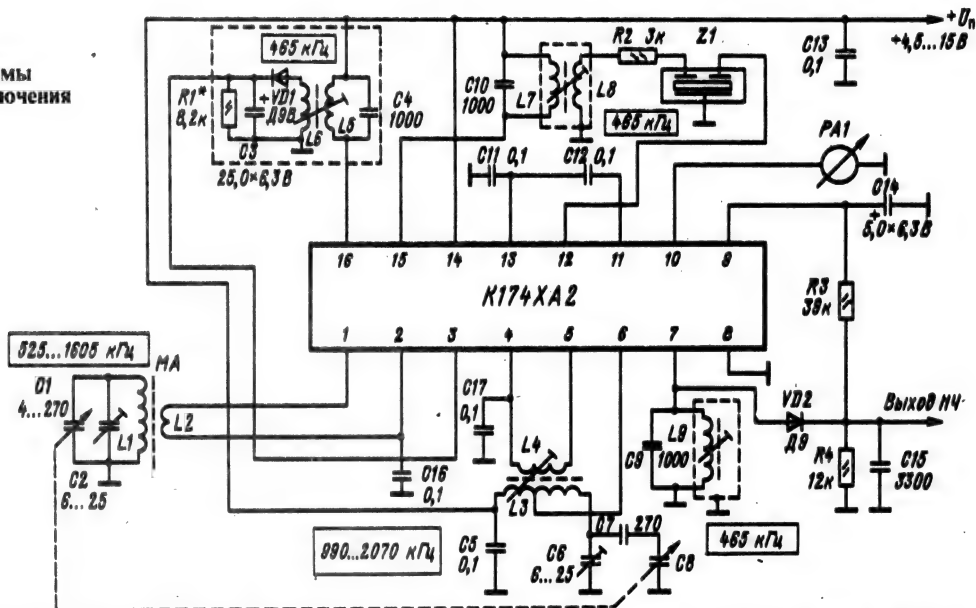 мы
ключения
+Uп
+4,5...15В
465 кГц
R1*
8,2к
+
VD1
Д9В
C3
25,0×6,3В
L6
L5
C4
1000
C10
1000
L7
L8
R2 3к
Z1
465 кГц
C13
0,1
C11 0,1
C12 0,1
PA1
C14
+
5,0×6,3В
16 15 14 13 12 11 10 9
К174ХА2
1 2 3 4 5 6 7 8
R3
39к
525...1605 кГц
MA
C1
4...270
L1
L2
C2
6...25
C16
0,1
C17
0,1
L4
L3
C5
0,1
990...2070 кГц
C6
6...25
C7 270
C8
C9
1000
L9
465 кГц
VD2
Д9
Выход НЧ
R4
12к
C15
3300